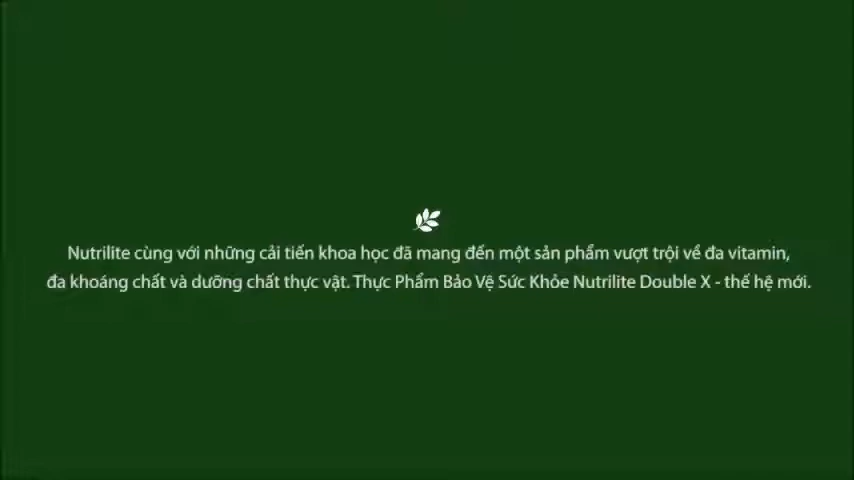 Nutrilite cùng với những cải tiến khoa học đã mang đến một sản phẩm vượt trội về đa vitamin,
đa khoáng chất và dưỡng chất thực vật. Thực Phẩm Bảo Vệ Sức Khỏe Nutrilite Double X - thế hệ mới.